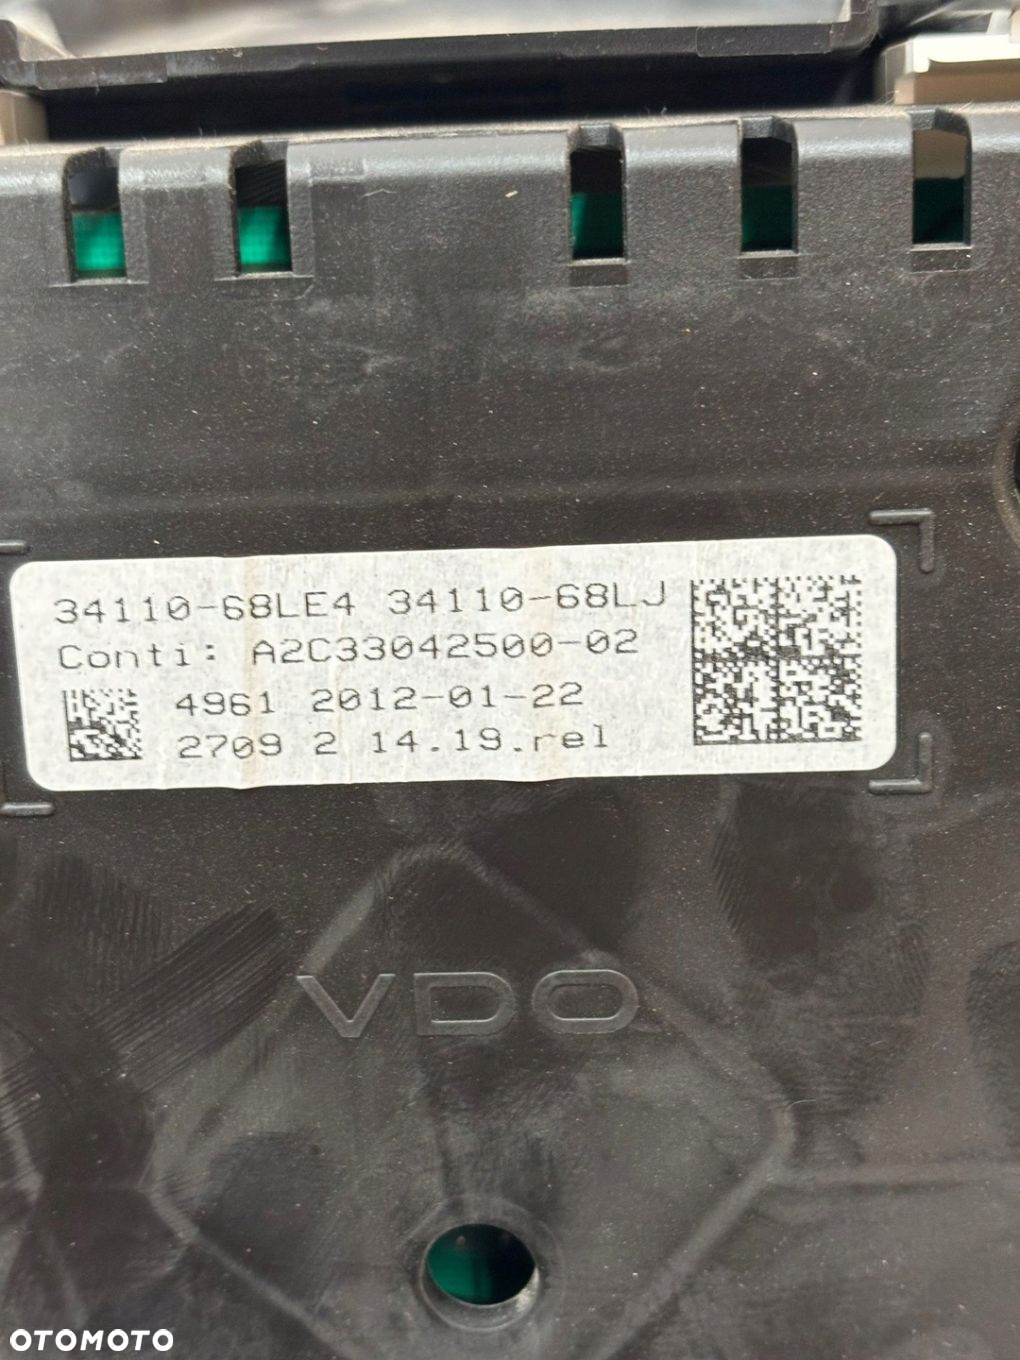 34110-68LE4 34110-68LJ
Conti: A2C33042500-02
4961 2012-01-22
2709 2 14.19.rel
VDO
OTOMOTO